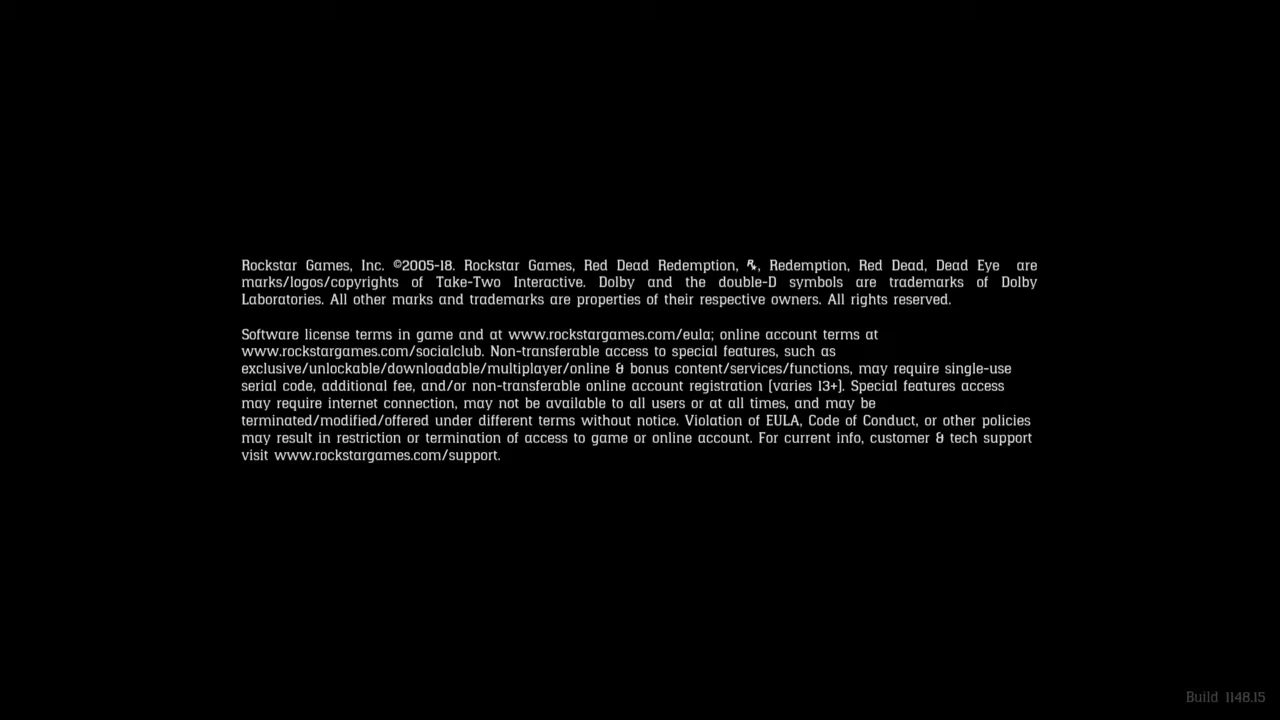 Rockstar Games, Inc. ©2005-18. Rockstar Games, Red Dead Redemption, R*, Redemption, Red Dead, Dead Eye are
marks/logos/copyrights of Take-Two Interactive. Dolby and the double-D symbols are trademarks of Dolby
Laboratories. All other marks and trademarks are properties of their respective owners. All rights reserved.
Software license terms in game and at www.rockstargames.com/eula; online account terms at
www.rockstargames.com/socialclub. Non-transferable access to special features, such as
exclusive/unlockable/downloadable/multiplayer/online & bonus content/services/functions, may require single-use
serial code, additional fee, and/or non-transferable online account registration (varies 13+). Special features access
may require internet connection, may not be available to all users or at all times, and may be
terminated/modified/offered under different terms without notice. Violation of EULA, Code of Conduct, or other policies
may result in restriction or termination of access to game or online account. For current info, customer & tech support
visit www.rockstargames.com/support.
Build 1148.15